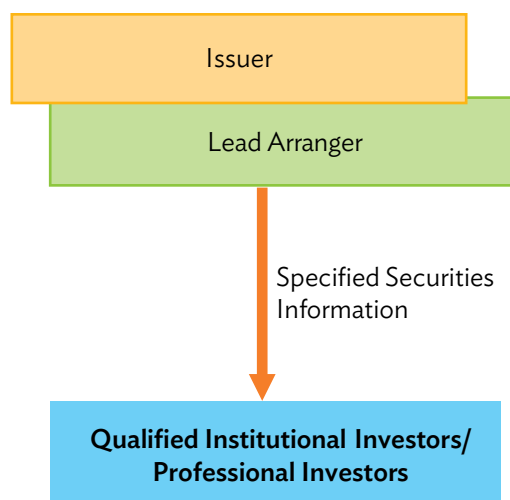 Issuer
Lead Arranger
Specified Securities
Information
Qualified Institutional Investors/
Professional Investors